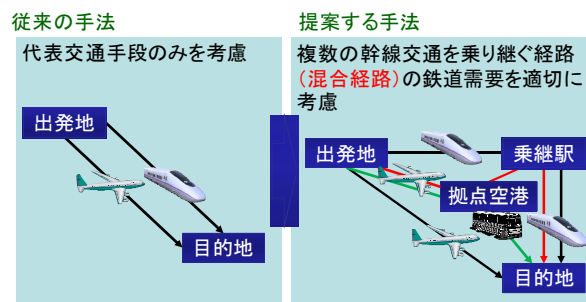 従来の手法
代表交通手段のみを考慮
出発地
目的地
提案する手法
複数の幹線交通を乗り継ぐ経路
(混合経路)の鉄道需要を適切に
考慮
出発地
乗継駅
拠点空港
目的地